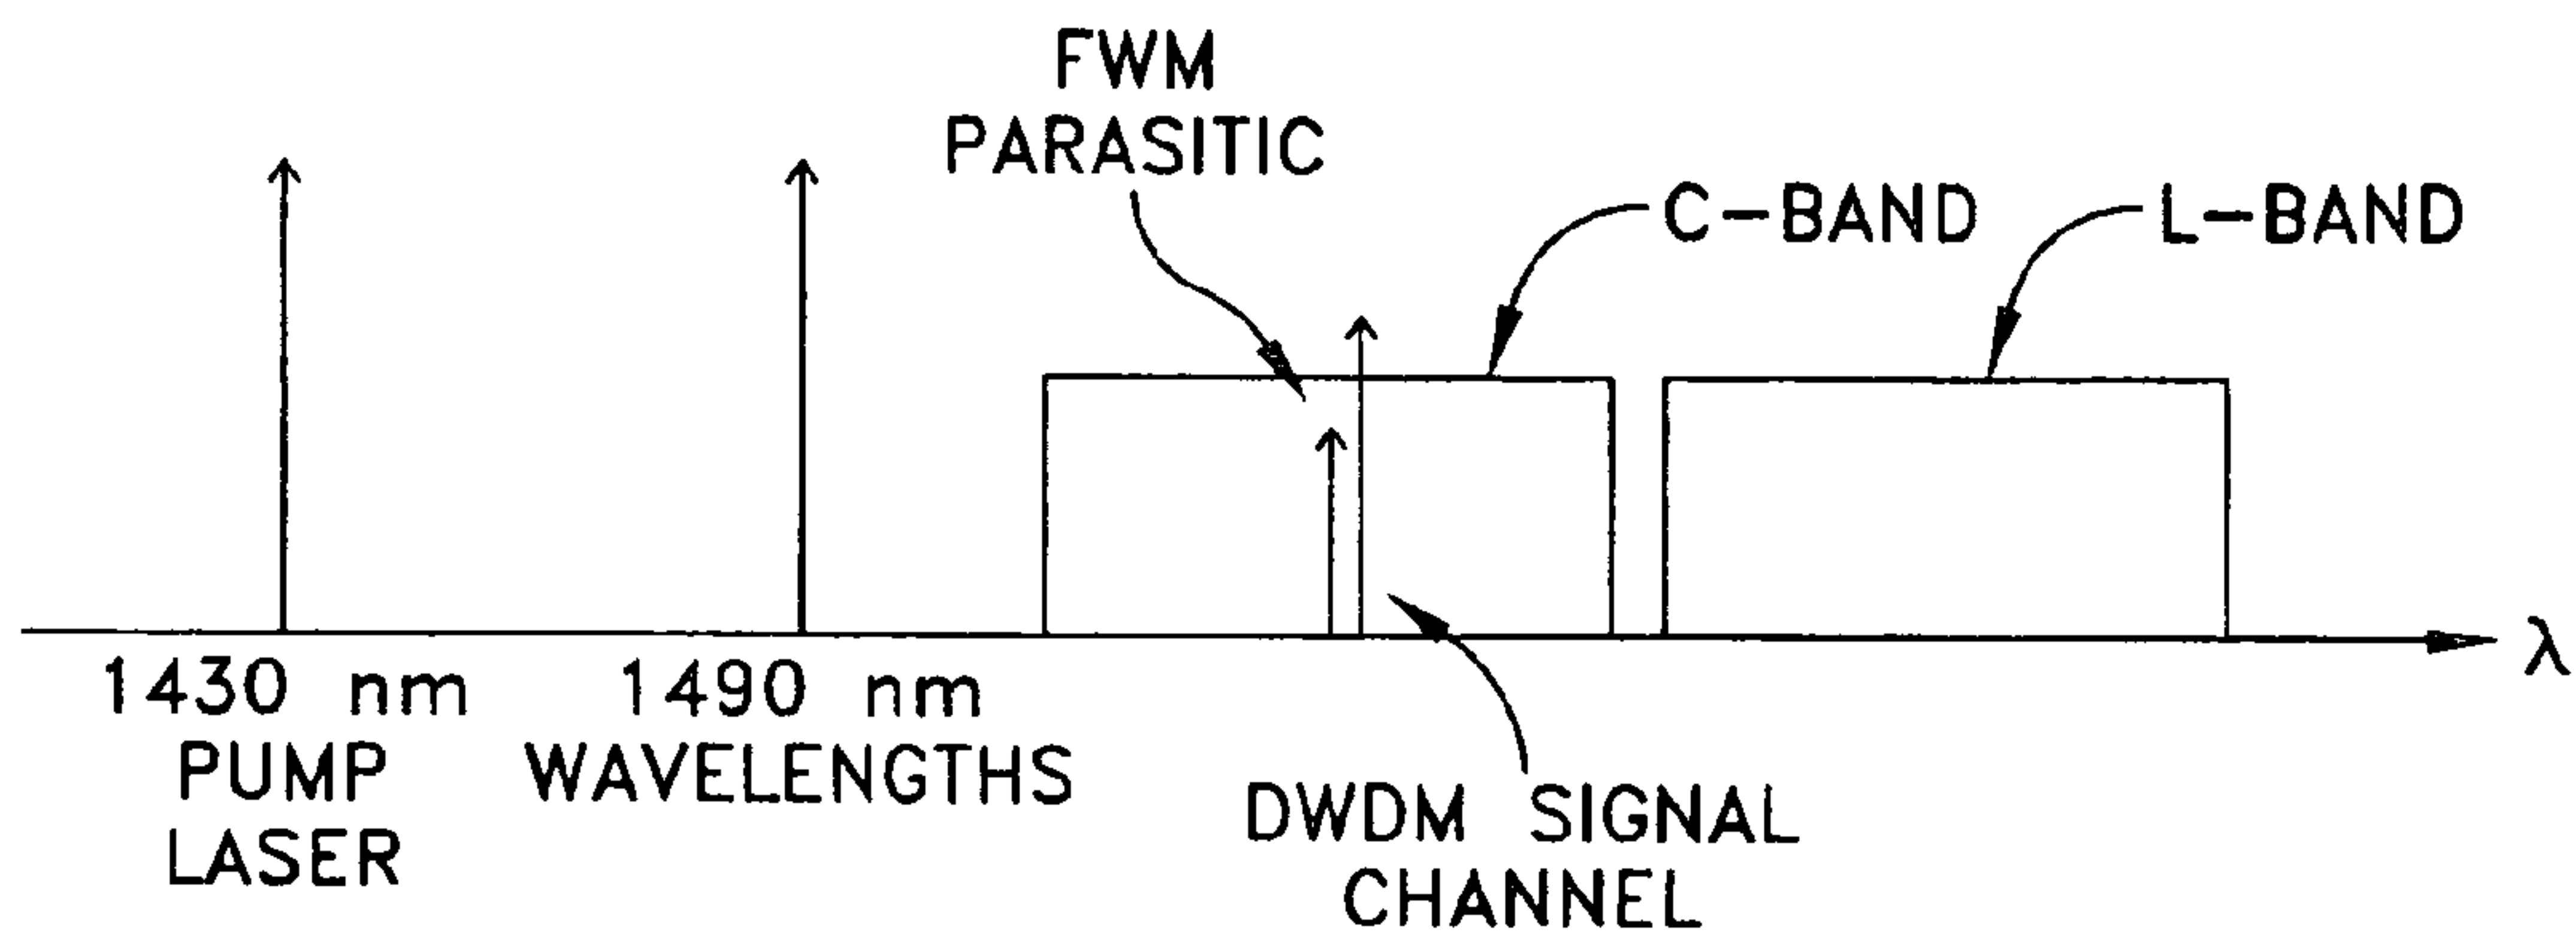 FWM
PARASITIC
C-BAND
L-BAND
λ
1430 nm
PUMP
LASER
1490 nm
WAVELENGTHS
DWDM SIGNAL
CHANNEL